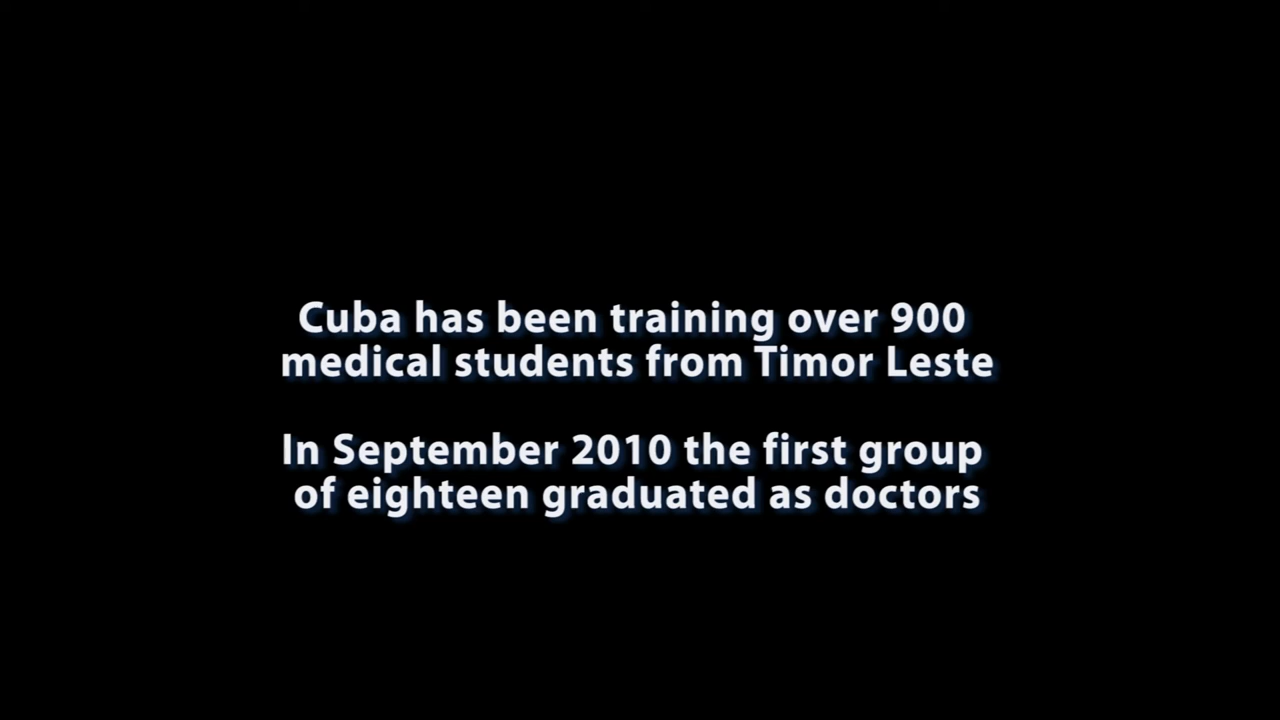 Cuba has been training over 900
medical students from Timor Leste
In September 2010 the first group
of eighteen graduated as doctors